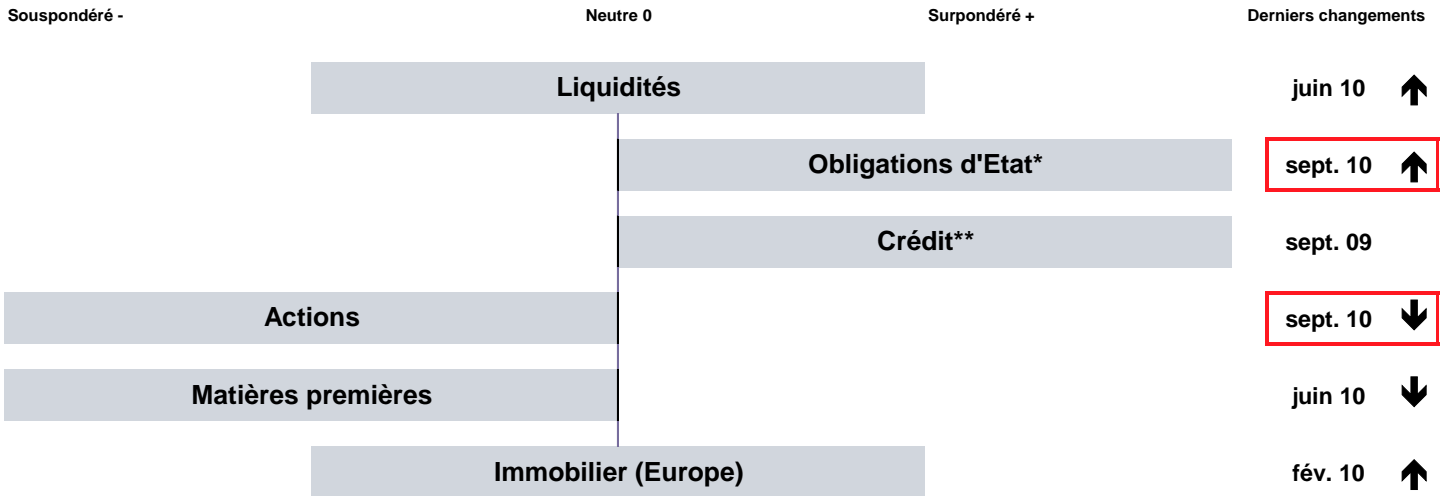 Souspondéré - Neutre 0 Surpondéré + Derniers changements
Liquidités juin 10
Obligations d'Etat* sept. 10
Crédit** sept. 09
Actions sept. 10
Matières premières juin 10
Immobilier (Europe) fév. 10